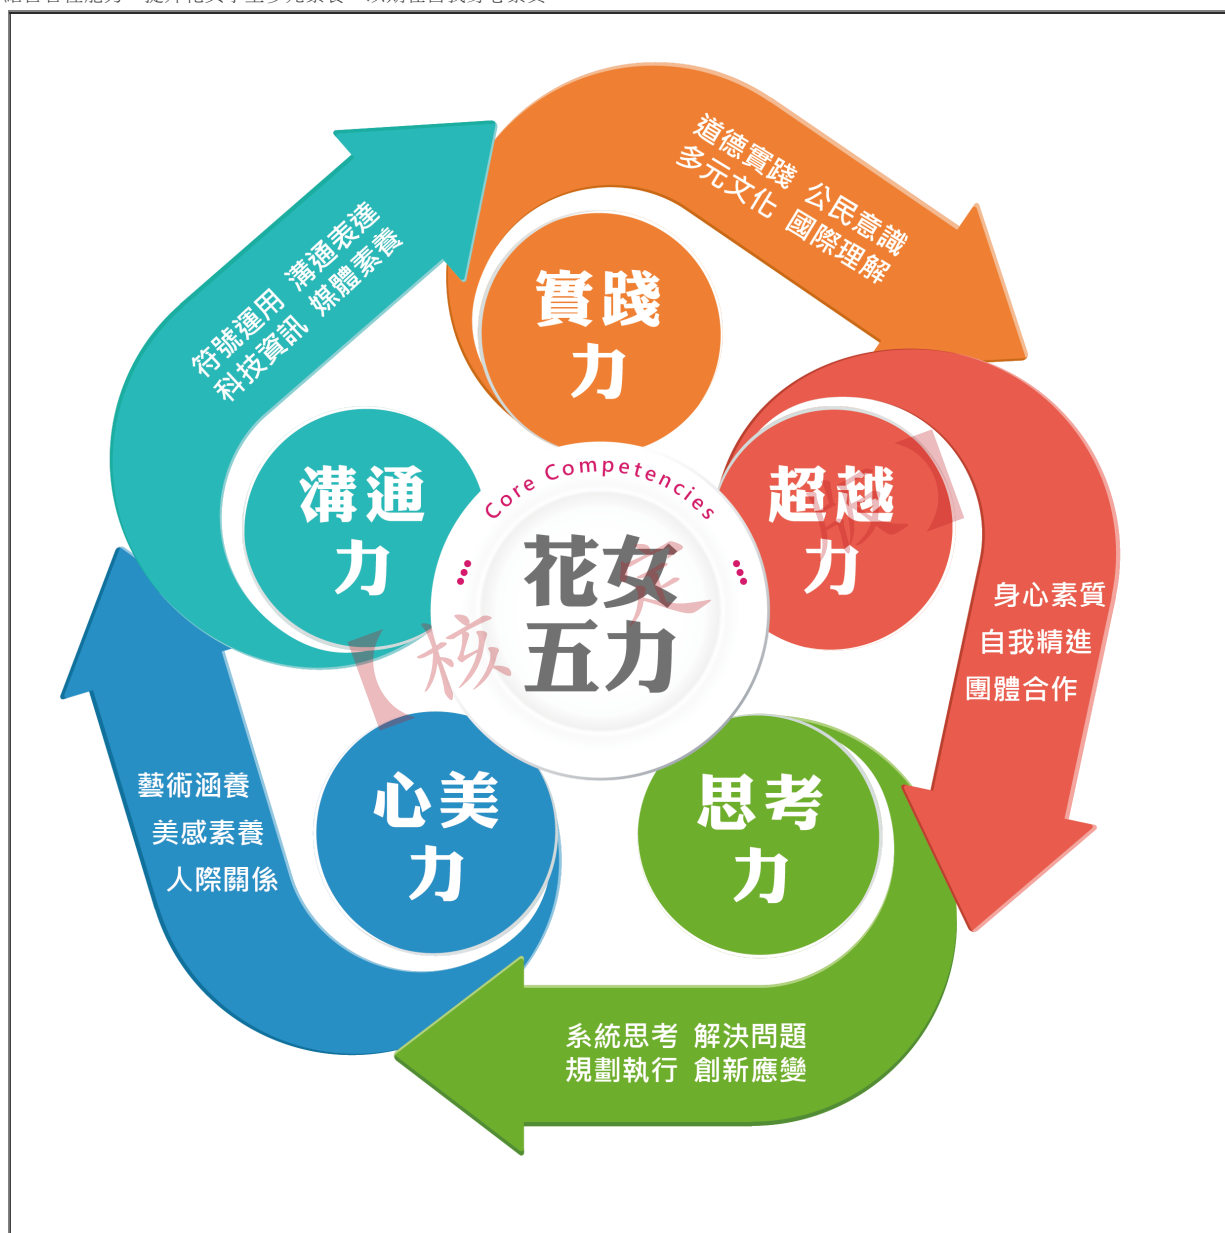 道德實踐 公民意識
多元文化 國際理解
實踐
力
符號運用 溝通表達
科技資訊 媒體素養
溝通
力
Core Competencies
花女
五力
超越
力
身心素質
自我精進
團體合作
心美
力
藝術涵養
美感素養
人際關係
思考
力
系統思考 解決問題
規劃執行 創新應變
【核定版】